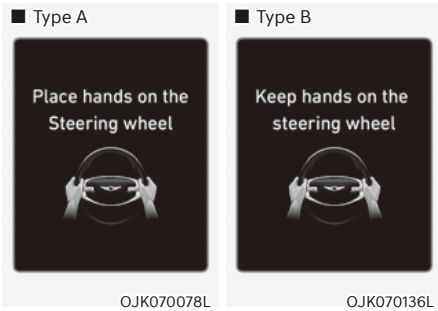 ■ Type A
Place hands on the
Steering wheel
OJK070078L
■ Type B
Keep hands on the
steering wheel
OJK070136L